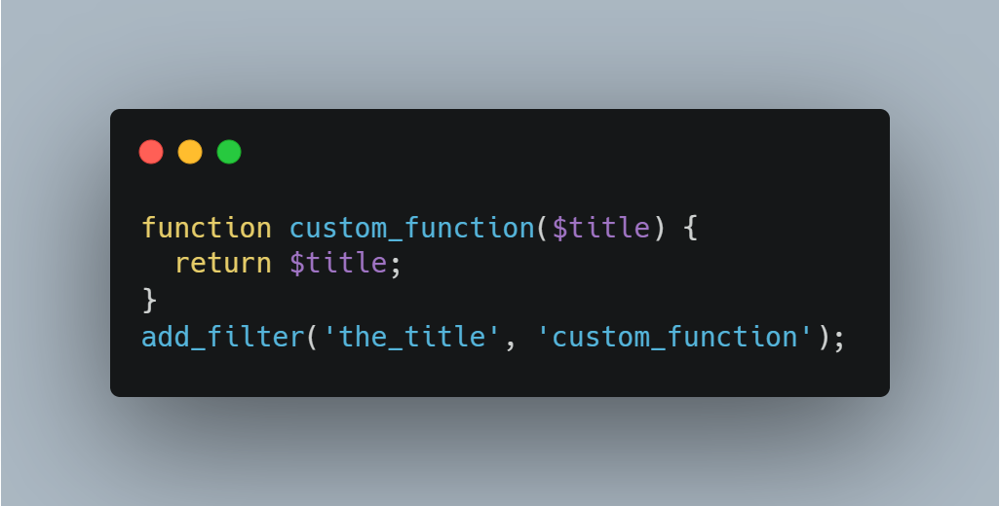 function custom_function($title) {
  return $title;
}
add_filter('the_title', 'custom_function');